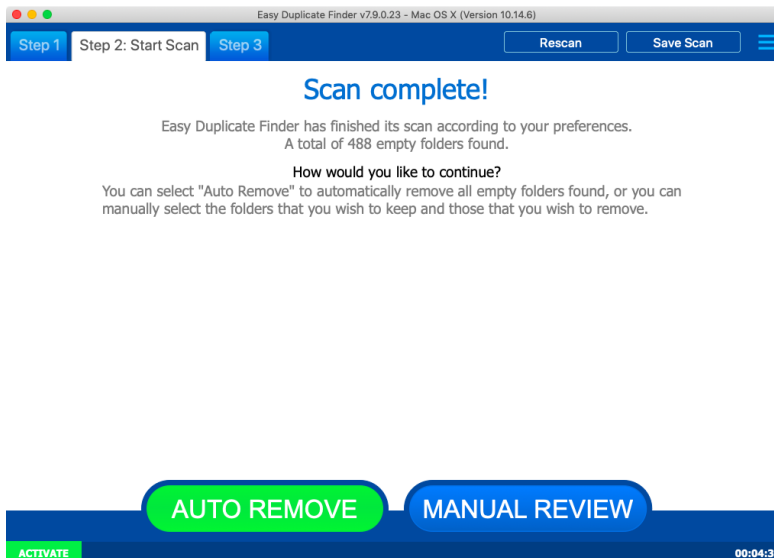 Easy Duplicate Finder v7.9.0.23 - Mac OS X (Version 10.14.6)
Step 1
Step 2: Start Scan
Step 3
Rescan
Save Scan
Scan complete!
Easy Duplicate Finder has finished its scan according to your preferences.
A total of 488 empty folders found.
How would you like to continue?
You can select "Auto Remove" to automatically remove all empty folders found, or you can
manually select the folders that you wish to keep and those that you wish to remove.
AUTO REMOVE
MANUAL REVIEW
ACTIVATE